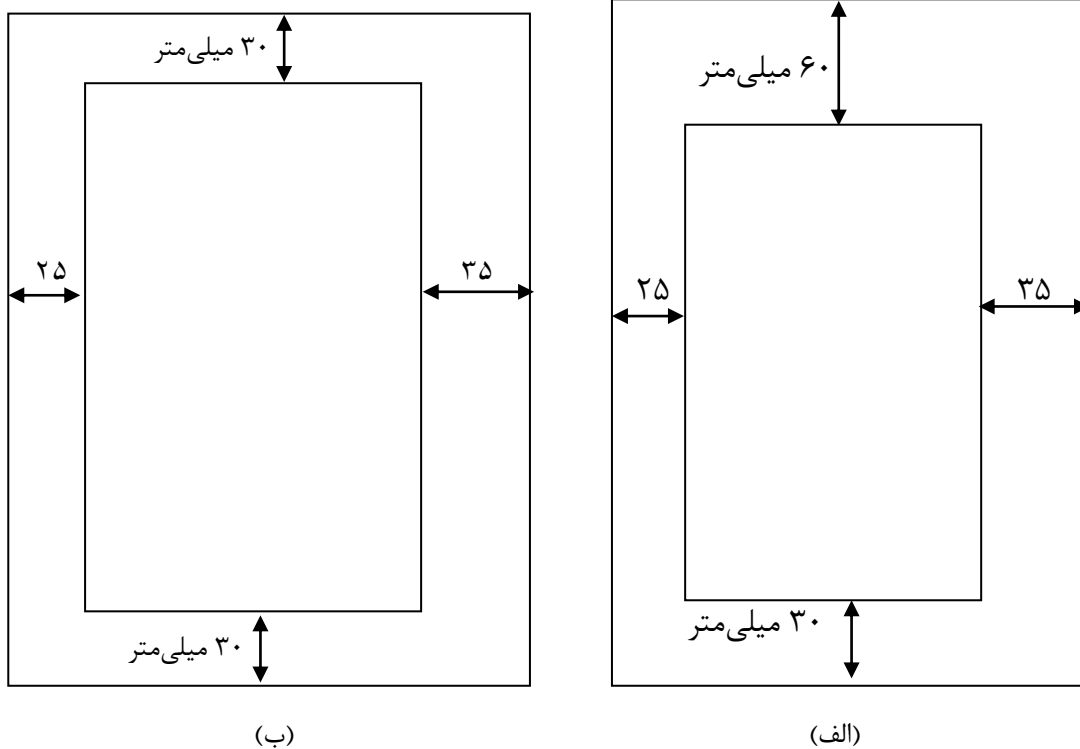 ۶۰ میلی‌متر
۳۵
۲۵
۳۰ میلی‌متر
(الف)
۳۰ میلی‌متر
۳۵
۲۵
۳۰ میلی‌متر
(ب)